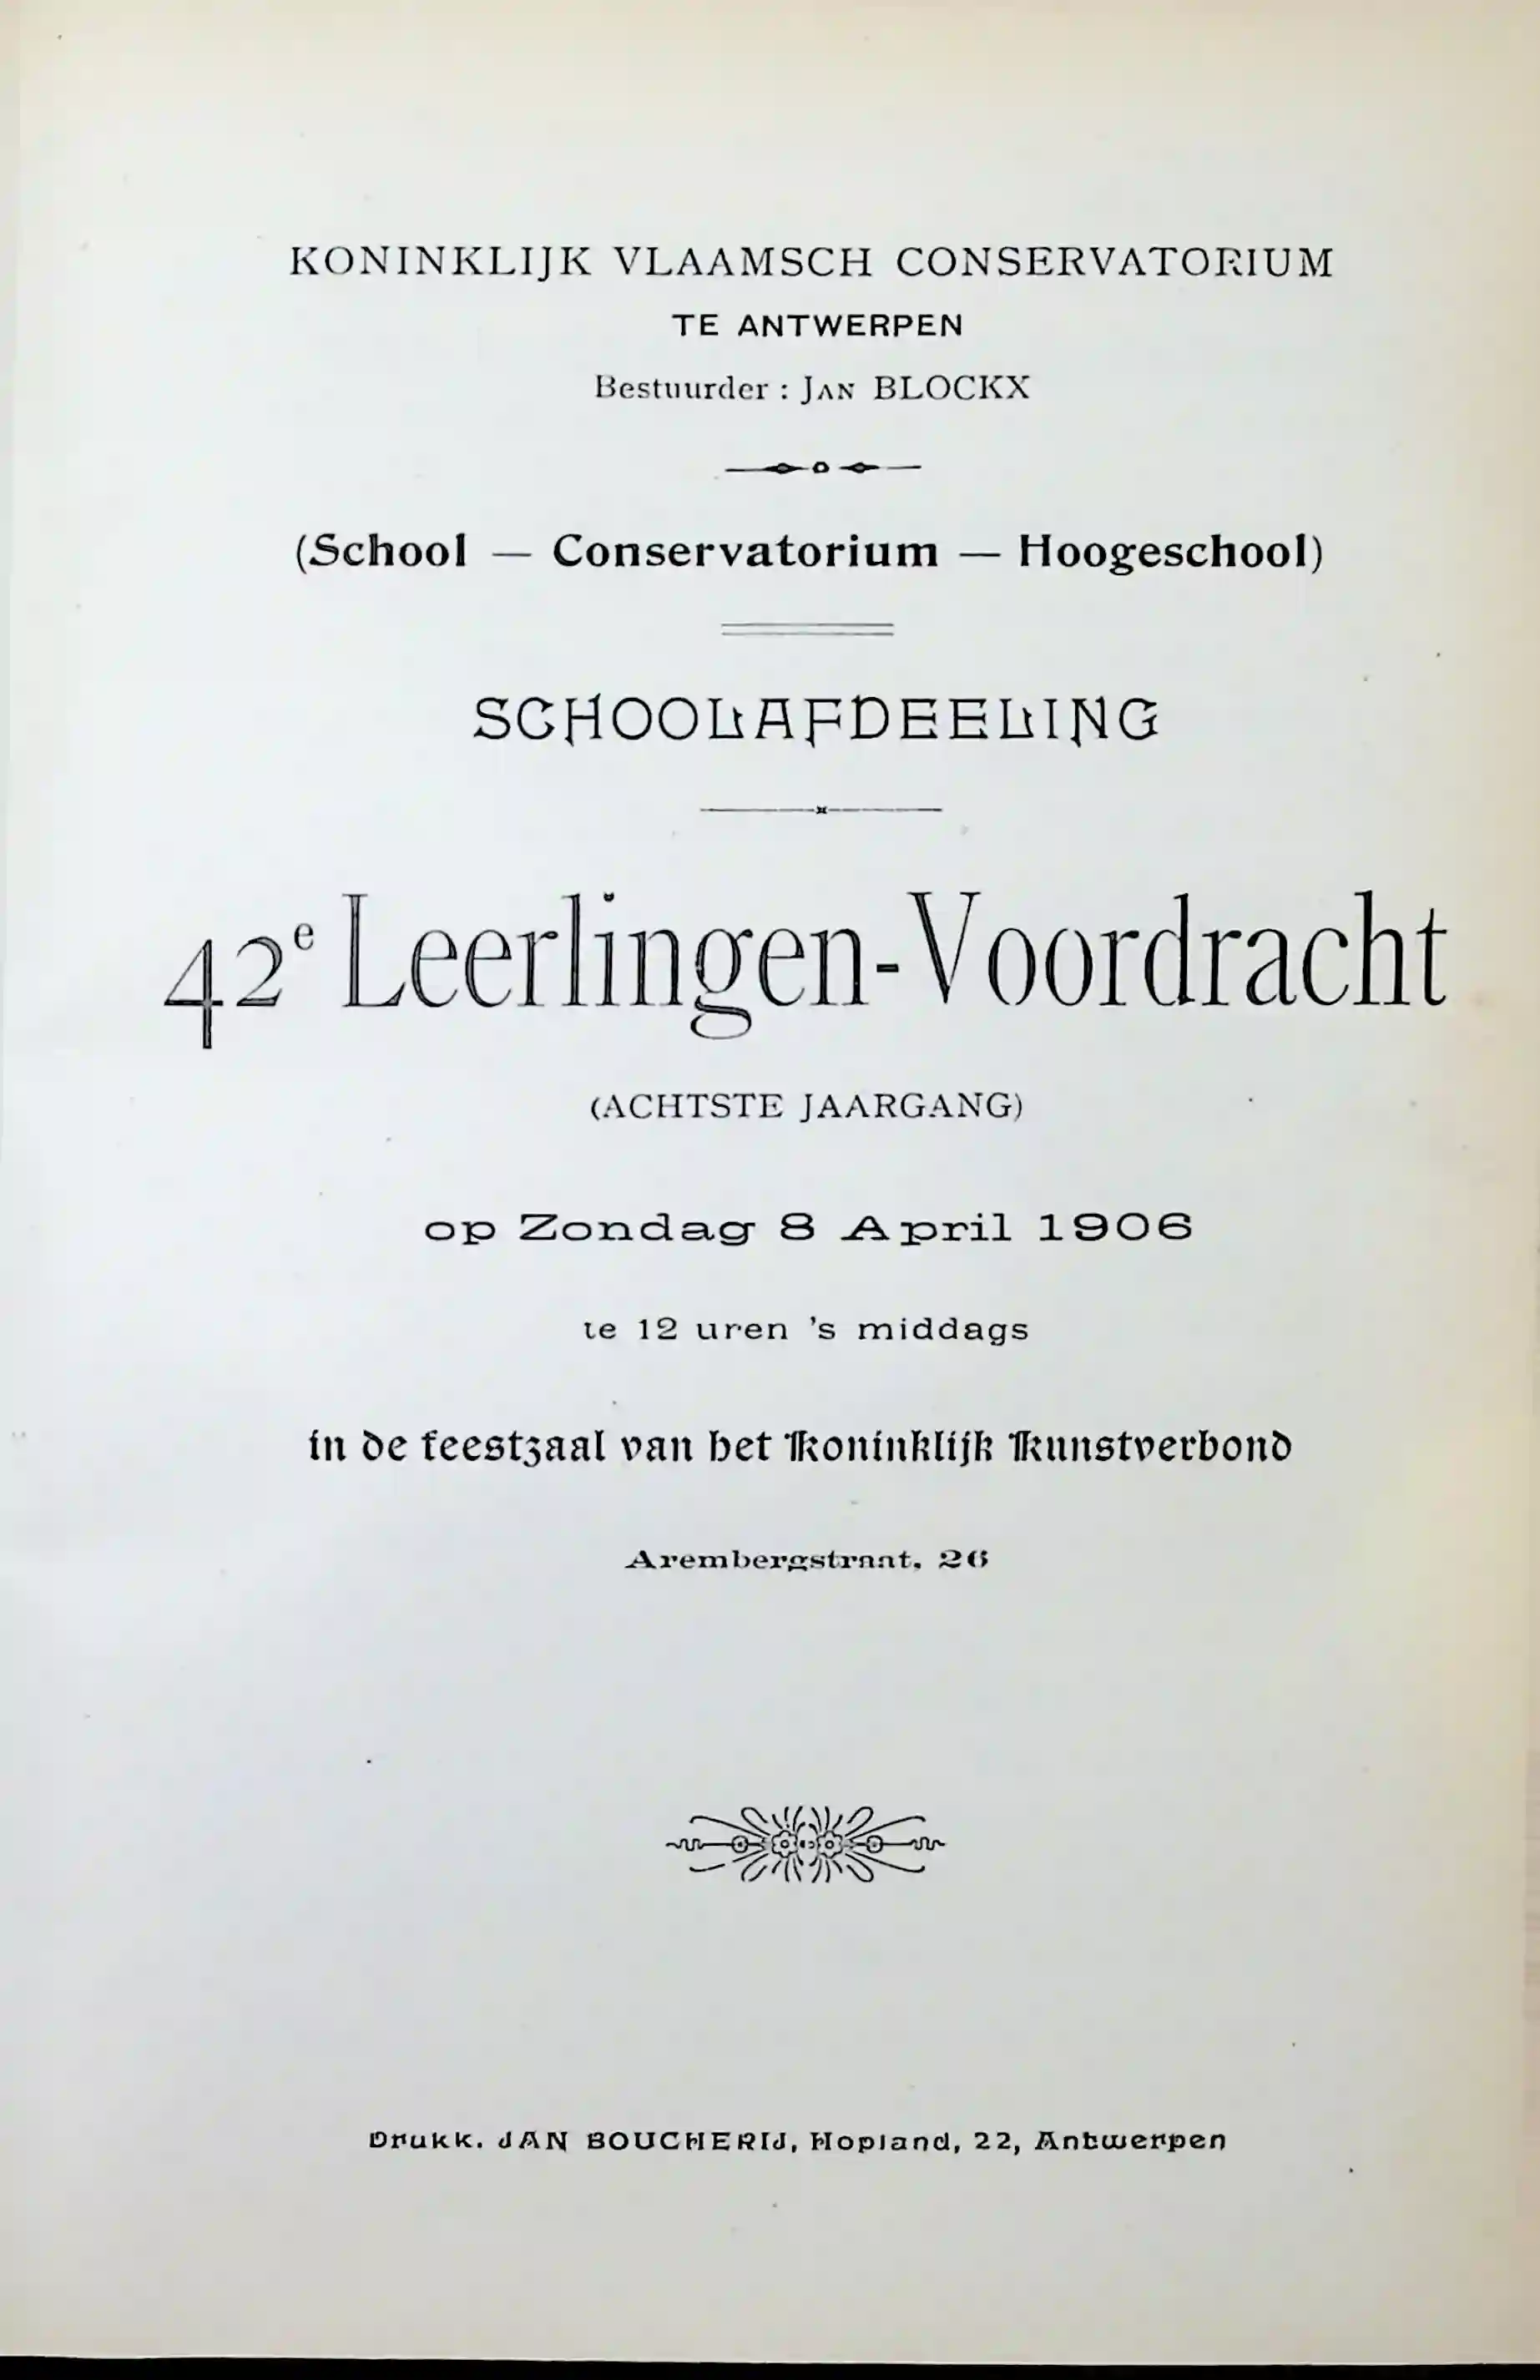 KONINKLIJK VLAAMSCH CONSERVATORIUM
TE ANTWERPEN
Bestuurder : JAN BLOCKX
(School — Conservatorium — Hoogeschool)
SCHOOLAFDEELING
42e Leerlingen-Voordracht
(ACHTSTE JAARGANG)
op Zondag 8 April 1906
te 12 uren 's middags
in de feestzaal van het Koninklijk Kunstverbond
Arembergstraat, 26
Drukk. JAN BOUCHERIJ, Hopland, 22, Antwerpen